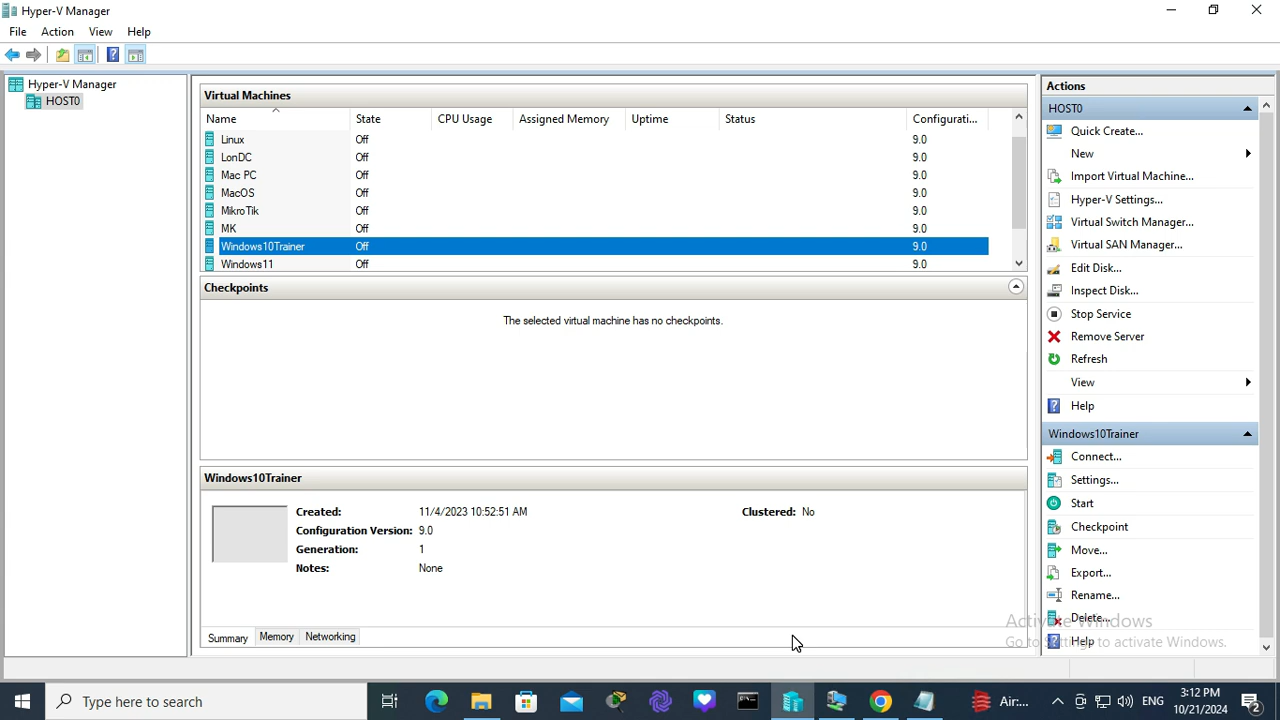 Hyper-V Manager
File Action View Help
Hyper-V Manager
HOST0
Virtual Machines
Name State CPU Usage Assigned Memory Uptime Status Configurati...
Linux Off 9.0
LonDC Off 9.0
Mac PC Off 9.0
MacOS Off 9.0
MikroTik Off 9.0
MK Off 9.0
Windows10Trainer Off 9.0
Windows11 Off 9.0
Checkpoints
The selected virtual machine has no checkpoints.
Windows10Trainer
Created: 11/4/2023 10:52:51 AM Clustered: No
Configuration Version: 9.0
Generation: 1
Notes: None
Summary Memory Networking
Actions
HOST0
Quick Create...
New
Import Virtual Machine...
Hyper-V Settings...
Virtual Switch Manager...
Virtual SAN Manager...
Edit Disk...
Inspect Disk...
Stop Service
Remove Server
Refresh
View
Help
Windows10Trainer
Connect...
Settings...
Start
Checkpoint
Move...
Export...
Rename...
Delete...
Help
Activate Windows
Go to Settings to activate Windows.
Type here to search
Air:...
ENG
3:12 PM
10/21/2024
2